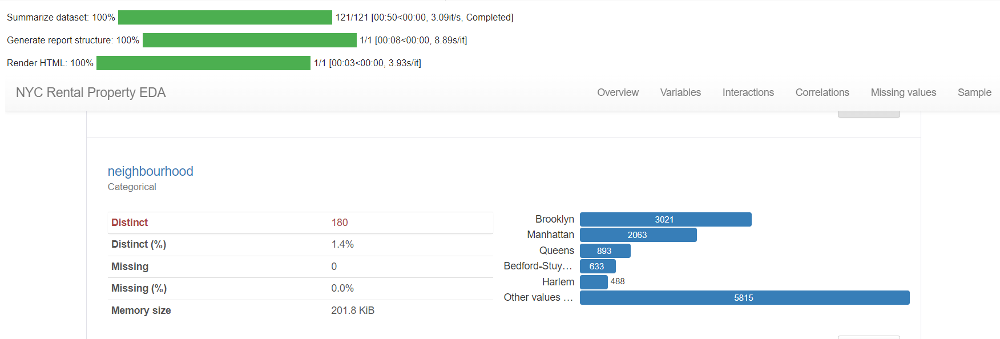 Summarize dataset: 100% 121/121 [00:50<00:00, 3.09it/s, Completed]
Generate report structure: 100% 1/1 [00:08<00:00, 8.89s/it]
Render HTML: 100% 1/1 [00:03<00:00, 3.93s/it]
NYC Rental Property EDA Overview Variables Interactions Correlations Missing values Sample
neighbourhood
Categorical
Distinct 180
Distinct (%) 1.4%
Missing 0
Missing (%) 0.0%
Memory size 201.8 KiB
Brooklyn 3021
Manhattan 2063
Queens 893
Bedford-Stuy… 633
Harlem 488
Other values … 5815